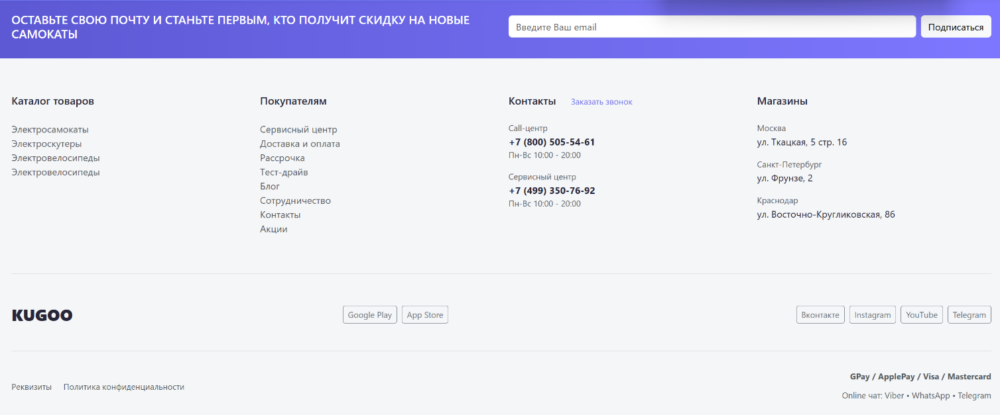 ОСТАВЬТЕ СВОЮ ПОЧТУ И СТАНЬТЕ ПЕРВЫМ, КТО ПОЛУЧИТ СКИДКУ НА НОВЫЕ
САМОКАТЫ
Введите Ваш email
Подписаться
Каталог товаров
Электросамокаты
Электроскутеры
Электровелосипеды
Электровелосипеды
Покупателям
Сервисный центр
Доставка и оплата
Рассрочка
Тест-драйв
Блог
Сотрудничество
Контакты
Акции
Контакты Заказать звонок
Call-центр
+7 (800) 505-54-61
Пн-Вс 10:00 - 20:00
Сервисный центр
+7 (499) 350-76-92
Пн-Вс 10:00 - 20:00
Магазины
Москва
ул. Ткацкая, 5 стр. 16
Санкт-Петербург
ул. Фрунзе, 2
Краснодар
ул. Восточно-Кругликовская, 86
KUGOO
Google Play App Store
Вконтакте Instagram YouTube Telegram
Реквизиты Политика конфиденциальности
GPay / ApplePay / Visa / Mastercard
Online чат: Viber • WhatsApp • Telegram